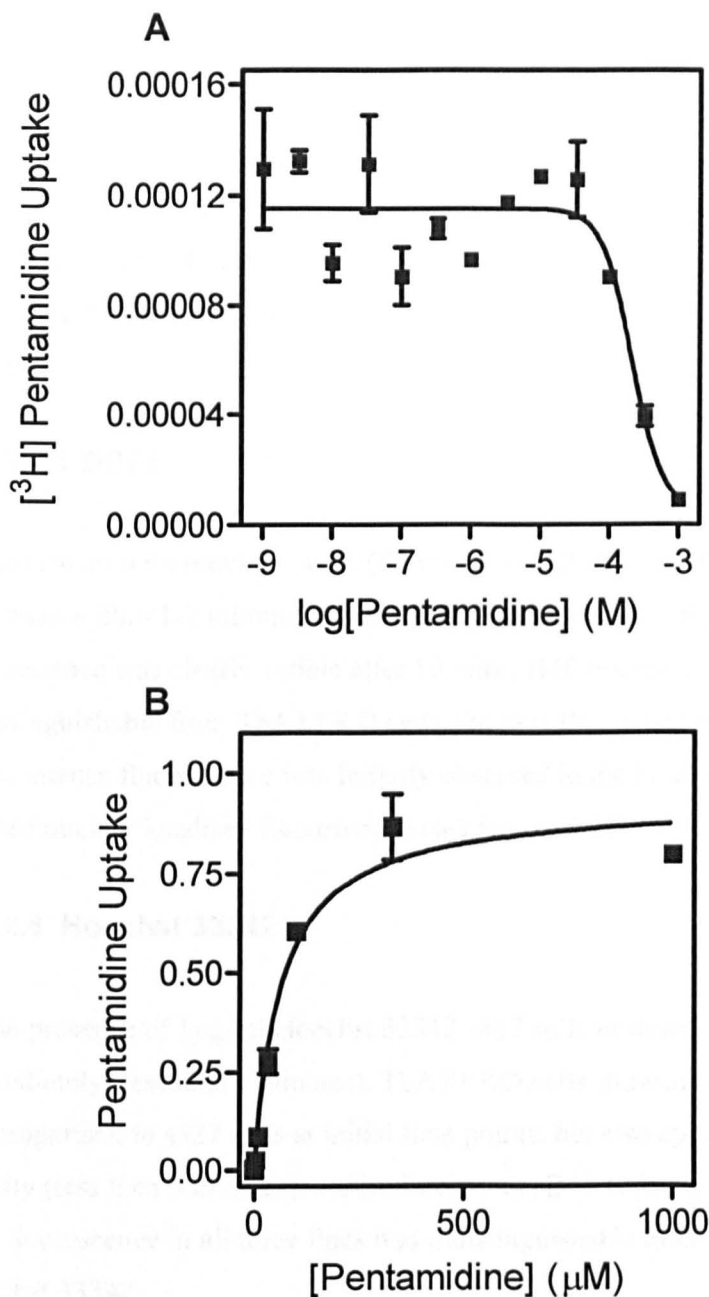 A
[³H] Pentamidine Uptake
0.00016
0.00012
0.00008
0.00004
0.00000
-9 -8 -7 -6 -5 -4 -3
log[Pentamidine] (M)
B
Pentamidine Uptake
1.00
0.75
0.50
0.25
0.00
0 500 1000
[Pentamidine] (μM)